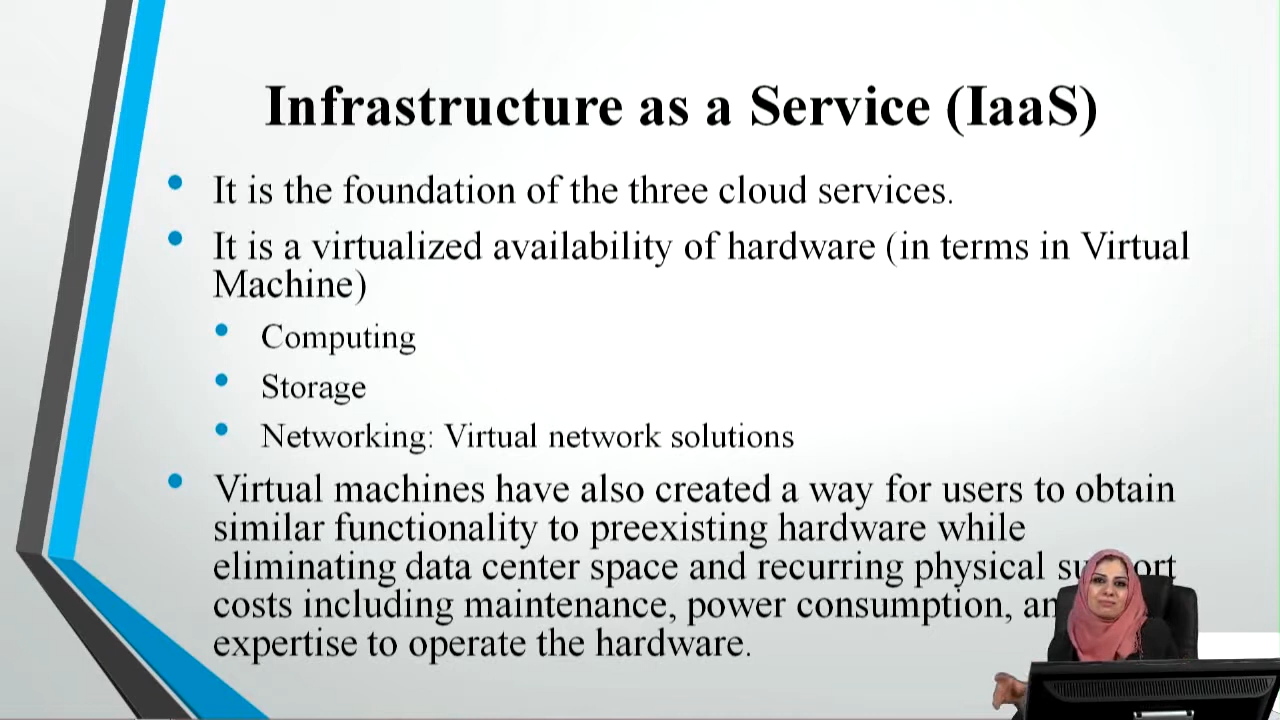 Infrastructure as a Service (IaaS)
• It is the foundation of the three cloud services.
• It is a virtualized availability of hardware (in terms in Virtual
Machine)
• Computing
• Storage
• Networking: Virtual network solutions
• Virtual machines have also created a way for users to obtain
similar functionality to preexisting hardware while
eliminating data center space and recurring physical
costs including maintenance, power consumption,
expertise to operate the hardware.